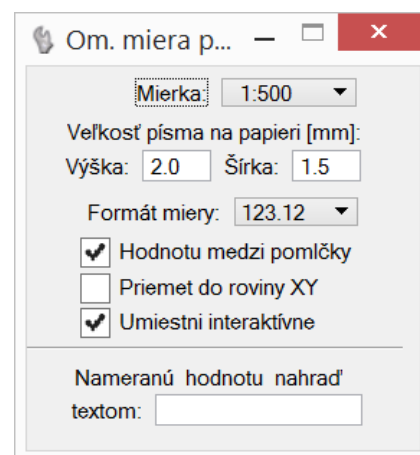 Om. miera p...
Mierka: 1:500
Veľkosť písma na papieri [mm]:
Výška: 2.0 Šírka: 1.5
Formát miery: 123.12
Hodnotu medzi pomlčky
Priemet do roviny XY
Umiestni interaktívne
Nameranú hodnotu nahraď
textom: